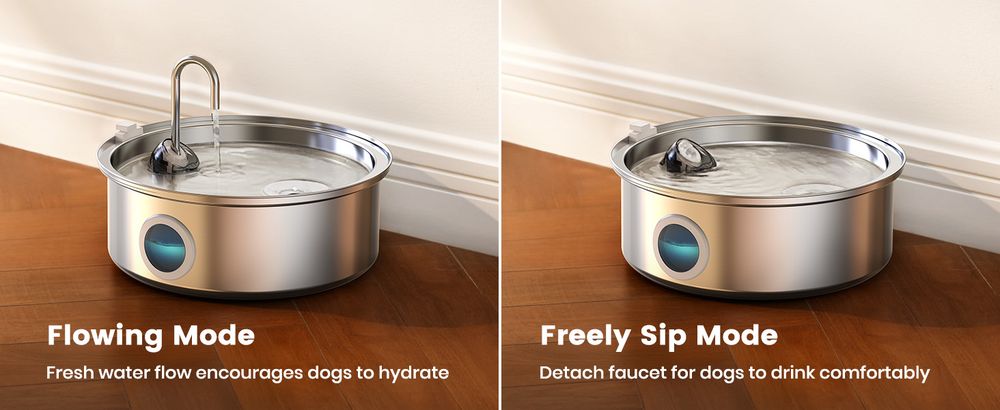 Flowing Mode
Fresh water flow encourages dogs to hydrate
Freely Sip Mode
Detach faucet for dogs to drink comfortably